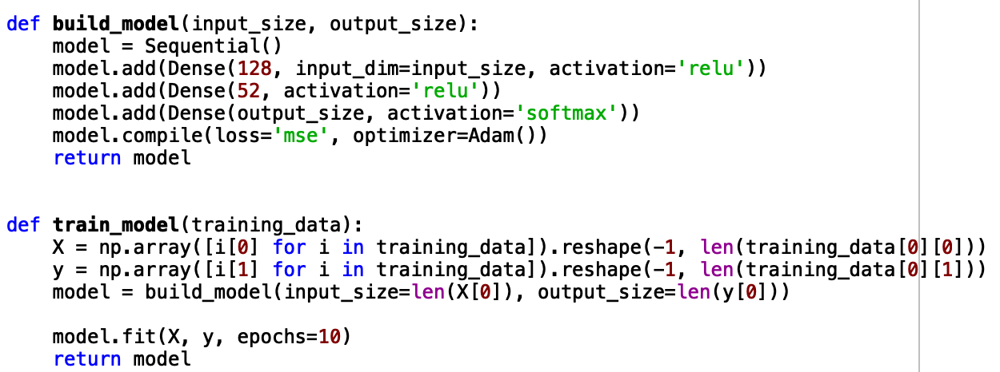 def build_model(input_size, output_size):
    model = Sequential()
    model.add(Dense(128, input_dim=input_size, activation='relu'))
    model.add(Dense(52, activation='relu'))
    model.add(Dense(output_size, activation='softmax'))
    model.compile(loss='mse', optimizer=Adam())
    return model
def train_model(training_data):
    X = np.array([i[0] for i in training_data]).reshape(-1, len(training_data[0][0]))
    y = np.array([i[1] for i in training_data]).reshape(-1, len(training_data[0][1]))
    model = build_model(input_size=len(X[0]), output_size=len(y[0]))
    model.fit(X, y, epochs=10)
    return model